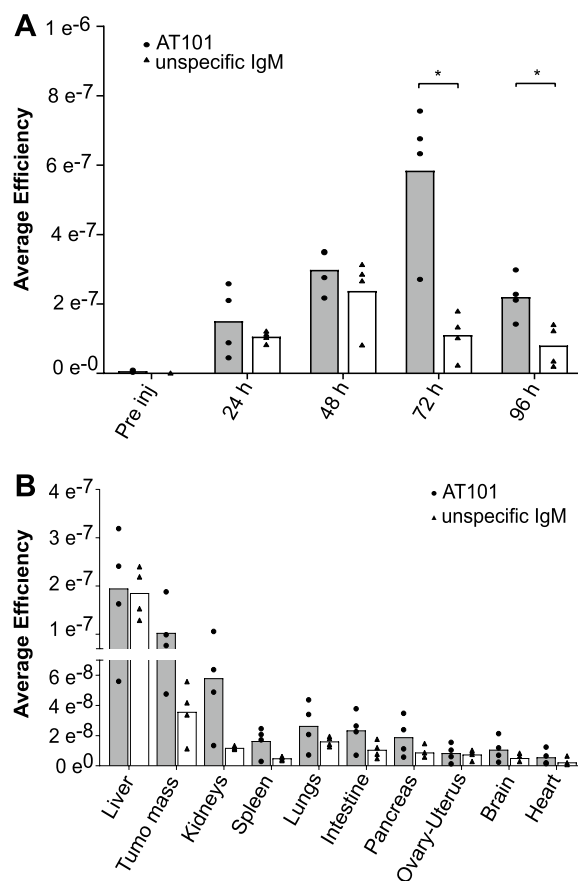 A
1 e-6
AT101
unspecific IgM
*
*
8 e-7
6 e-7
4 e-7
2 e-7
0 e-0
Average Efficiency
Pre inj
24 h
48 h
72 h
96 h
B
4 e-7
AT101
unspecific IgM
3 e-7
2 e-7
1 e-7
6 e-8
4 e-8
2 e-8
0 e0
Average Efficiency
Liver
Tumo mass
Kidneys
Spleen
Lungs
Intestine
Pancreas
Ovary-Uterus
Brain
Heart